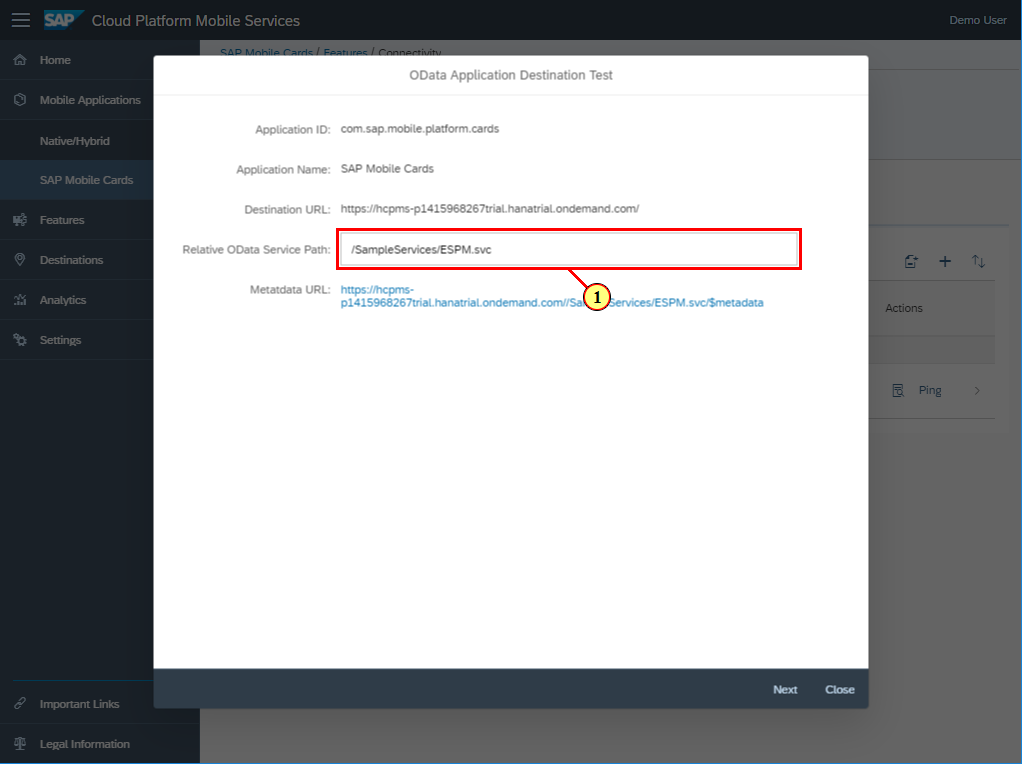 SAP Cloud Platform Mobile Services
Demo User
Home
Mobile Applications
Native/Hybrid
SAP Mobile Cards
Features
Destinations
Analytics
Settings
Important Links
Legal Information
SAP Mobile Cards / Features / Connectivity
OData Application Destination Test
Application ID: com.sap.mobile.platform.cards
Application Name: SAP Mobile Cards
Destination URL: https://hcpms-p1415968267trial.hanatrial.ondemand.com/
Relative OData Service Path: /SampleServices/ESPM.svc
1
Metatdata URL: https://hcpms-
p1415968267trial.hanatrial.ondemand.com//Sam Services/ESPM.svc/$metadata
Actions
Ping
Next Close